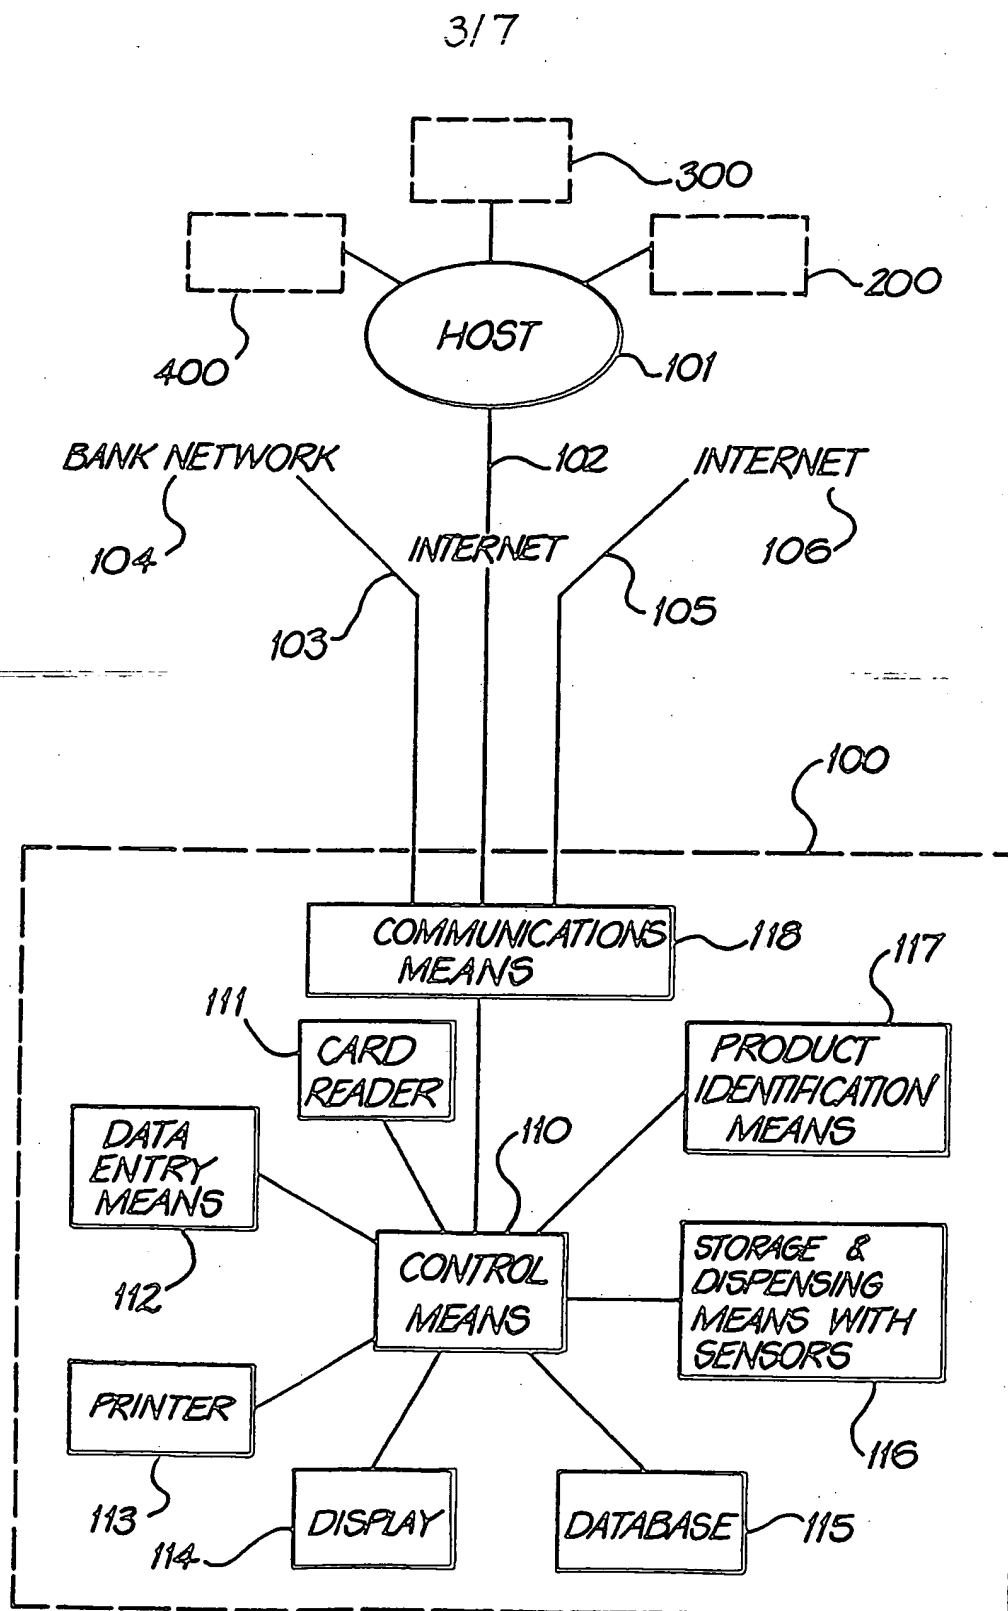 3/7
300
200
400
HOST
101
BANK NETWORK
102
INTERNET
104
INTERNET
106
103
105
100
COMMUNICATIONS
MEANS
118
117
111
CARD
READER
PRODUCT
IDENTIFICATION
MEANS
110
DATA
ENTRY
MEANS
112
CONTROL
MEANS
STORAGE &
DISPENSING
MEANS WITH
SENSORS
116
PRINTER
113
DISPLAY
114
DATABASE
115